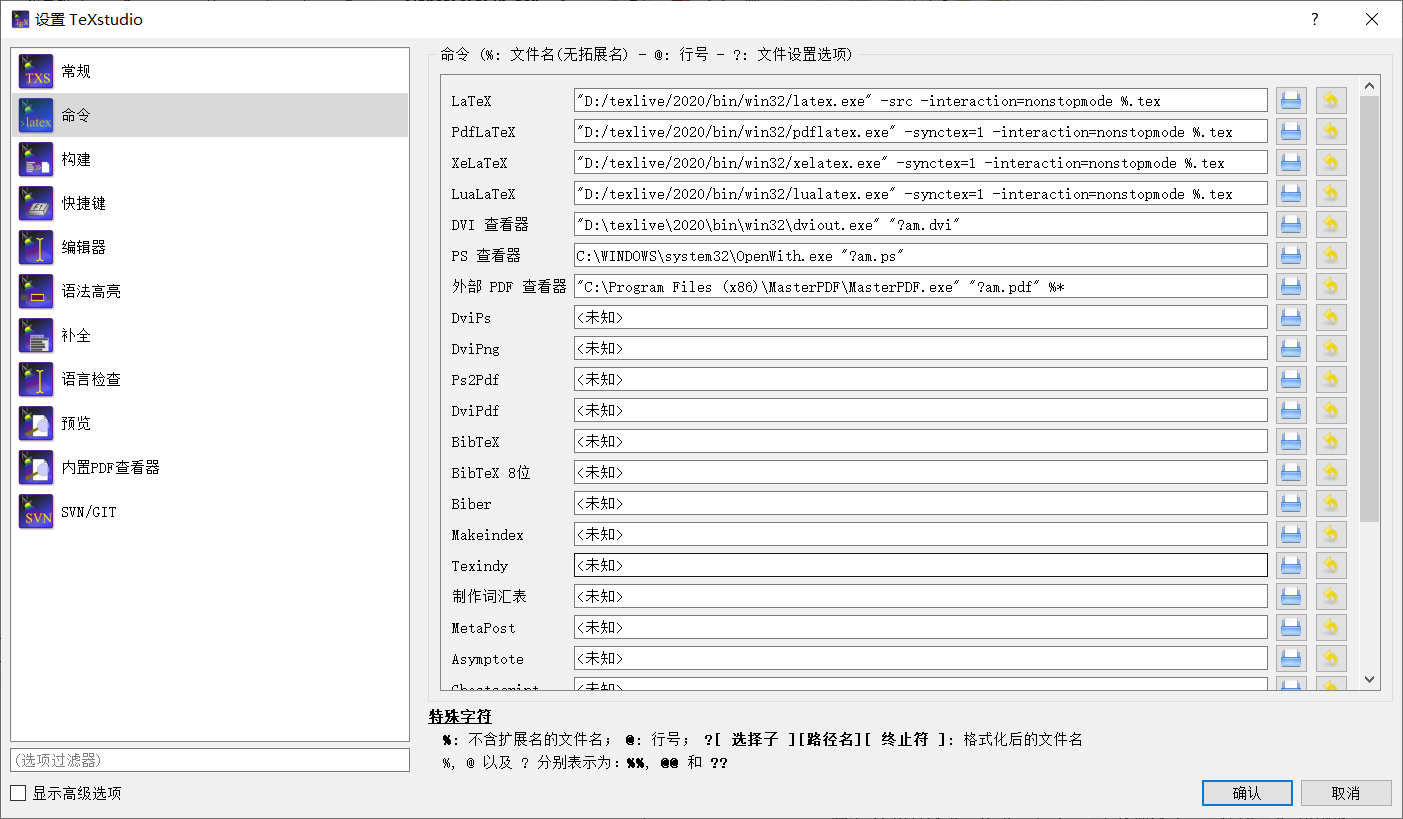 设置 TeXstudio
?
TXS
常规
>latex
命令
构建
快捷键
编辑器
语法高亮
补全
语言检查
预览
内置PDF查看器
SVN
SVN/GIT
(选项过滤器)
显示高级选项
命令 (%: 文件名(无拓展名) - @: 行号 - ?: 文件设置选项)
LaTeX "D:/texlive/2020/bin/win32/latex.exe" -src -interaction=nonstopmode %.tex
PdfLaTeX "D:/texlive/2020/bin/win32/pdflatex.exe" -synctex=1 -interaction=nonstopmode %.tex
XeLaTeX "D:/texlive/2020/bin/win32/xelatex.exe" -synctex=1 -interaction=nonstopmode %.tex
LuaLaTeX "D:/texlive/2020/bin/win32/lualatex.exe" -synctex=1 -interaction=nonstopmode %.tex
DVI 查看器 "D:\texlive\2020\bin\win32\dviout.exe" "?am.dvi"
PS 查看器 C:\WINDOWS\system32\OpenWith.exe "?am.ps"
外部 PDF 查看器 "C:\Program Files (x86)\MasterPDF\MasterPDF.exe" "?am.pdf" %*
DviPs <未知>
DviPng <未知>
Ps2Pdf <未知>
DviPdf <未知>
BibTeX <未知>
BibTeX 8位 <未知>
Biber <未知>
Makeindex <未知>
Texindy <未知>
制作词汇表 <未知>
MetaPost <未知>
Asymptote <未知>
Ghostscript <未知>
特殊字符
%: 不含扩展名的文件名; @: 行号; ?[ 选择子 ][路径名][ 终止符 ]: 格式化后的文件名
%, @ 以及 ? 分别表示为: %%, @@ 和 ??
确认
取消